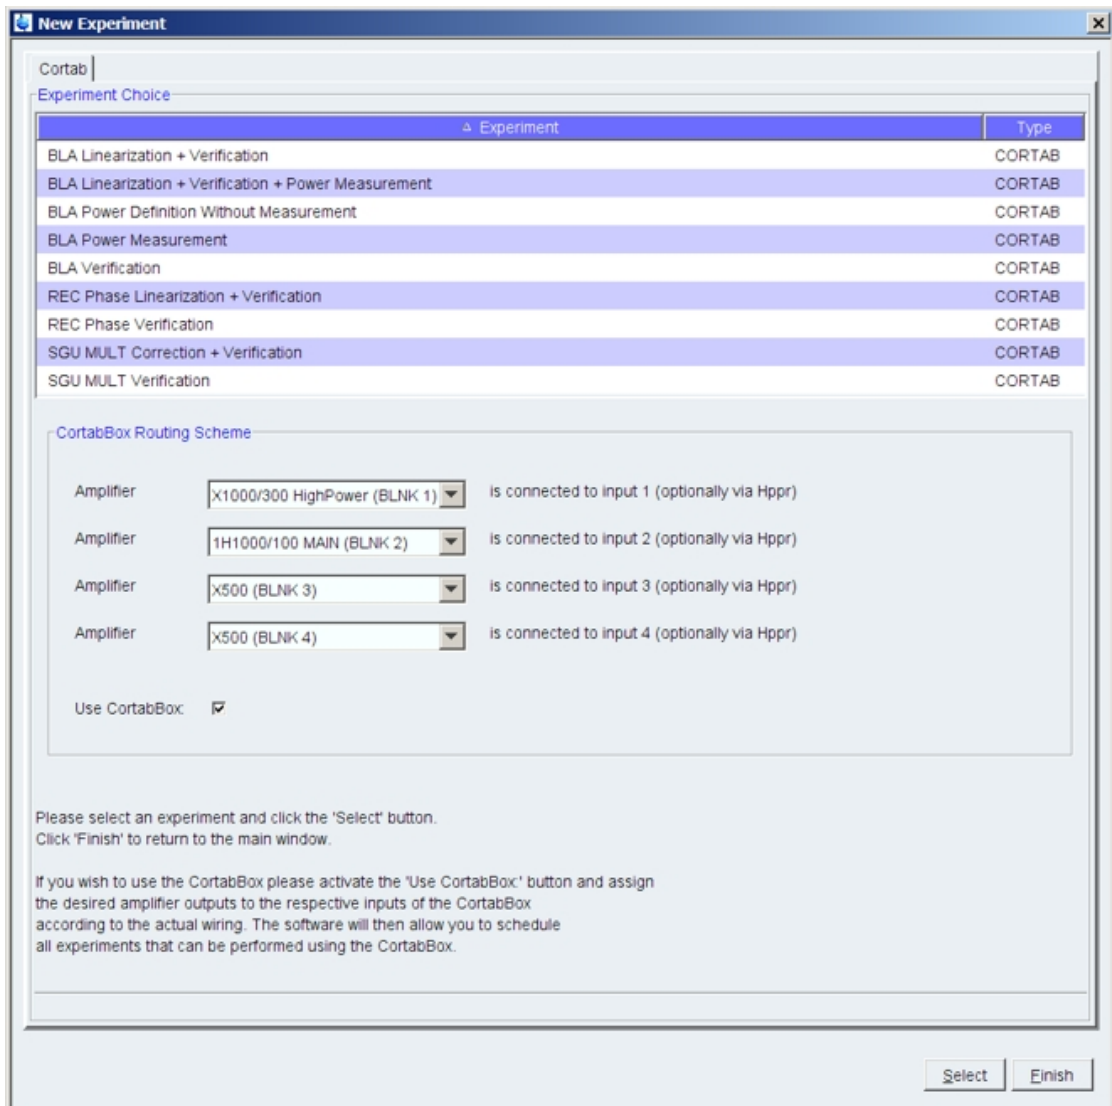 New Experiment
Cortab
Experiment Choice
Experiment Type
BLA Linearization + Verification CORTAB
BLA Linearization + Verification + Power Measurement CORTAB
BLA Power Definition Without Measurement CORTAB
BLA Power Measurement CORTAB
BLA Verification CORTAB
REC Phase Linearization + Verification CORTAB
REC Phase Verification CORTAB
SGU MULT Correction + Verification CORTAB
SGU MULT Verification CORTAB
CortabBox Routing Scheme
Amplifier X1000/300 HighPower (BLNK 1) is connected to input 1 (optionally via Hppr)
Amplifier 1H1000/100 MAIN (BLNK 2) is connected to input 2 (optionally via Hppr)
Amplifier X500 (BLNK 3) is connected to input 3 (optionally via Hppr)
Amplifier X500 (BLNK 4) is connected to input 4 (optionally via Hppr)
Use CortabBox:
Please select an experiment and click the 'Select' button.
Click 'Finish' to return to the main window.
If you wish to use the CortabBox please activate the 'Use CortabBox:' button and assign
the desired amplifier outputs to the respective inputs of the CortabBox
according to the actual wiring. The software will then allow you to schedule
all experiments that can be performed using the CortabBox.
Select Finish